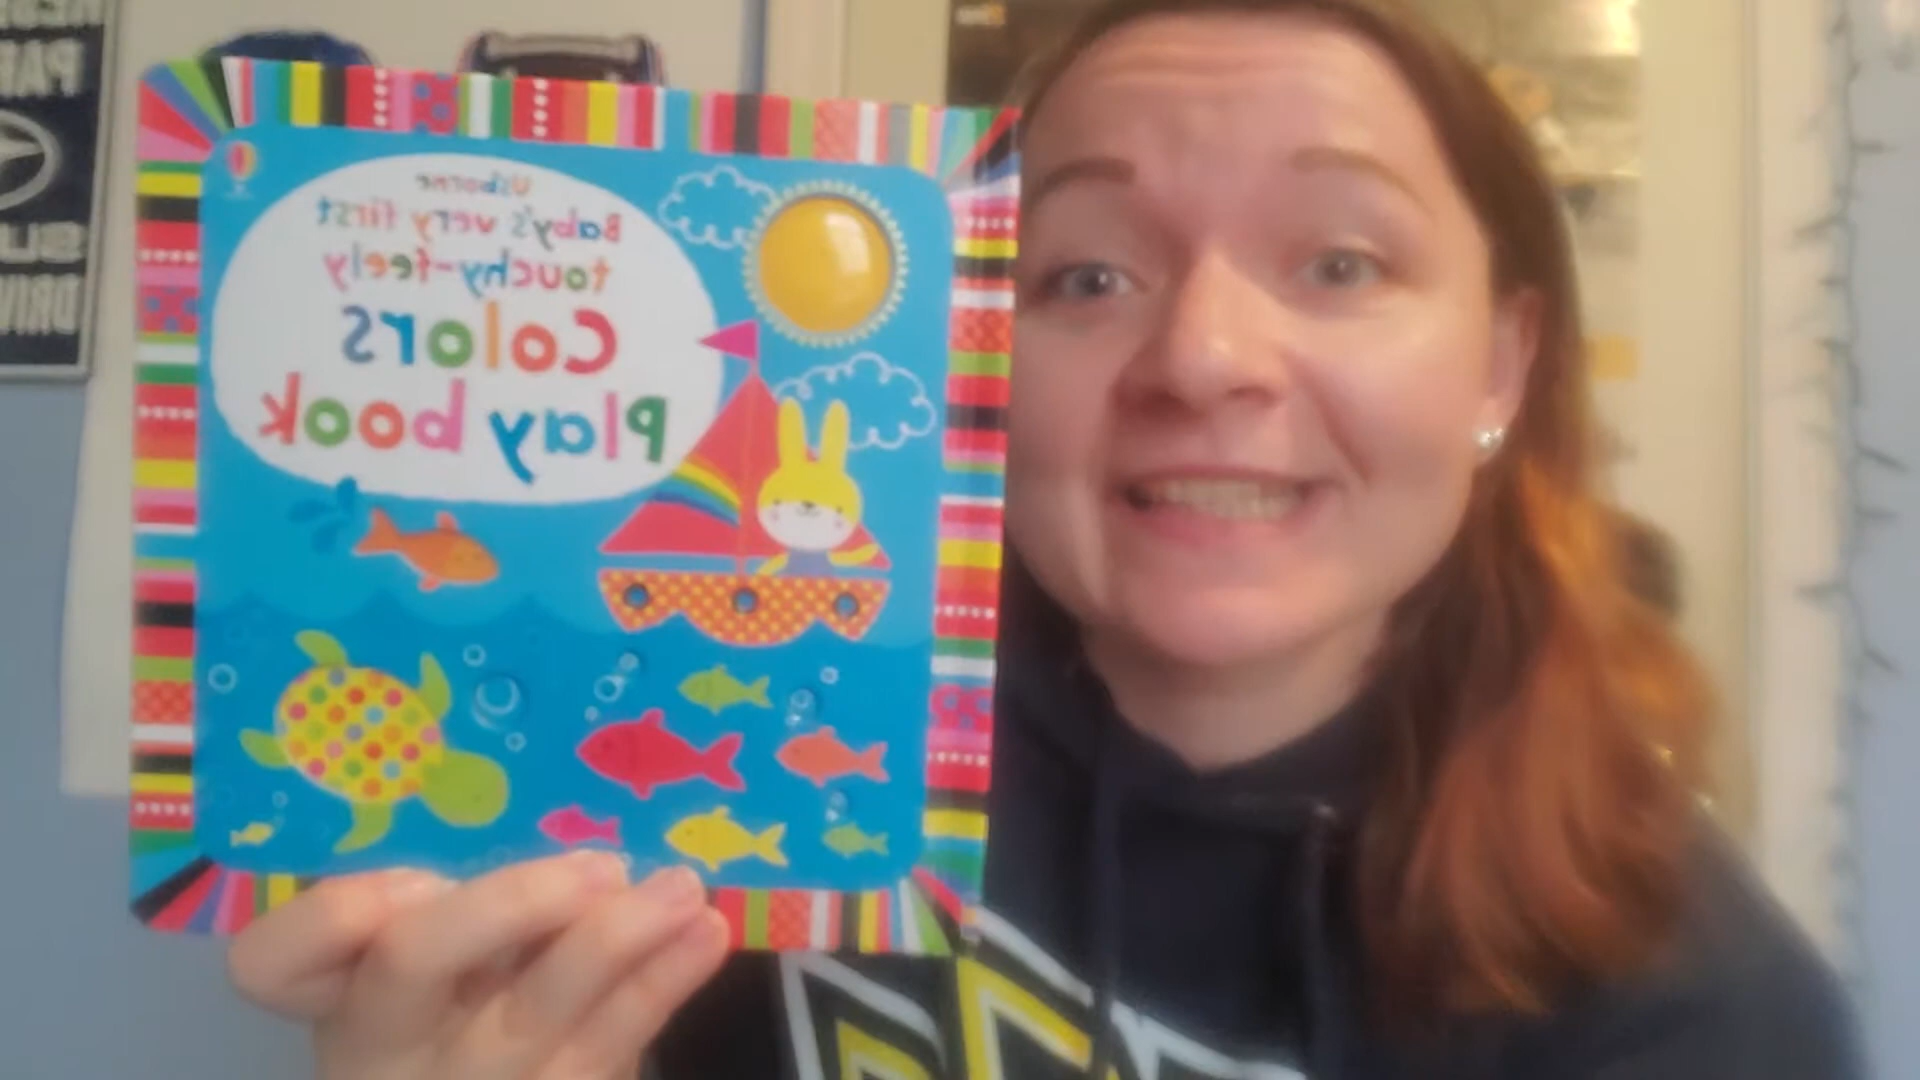 Usborne
Baby's very first
touchy-feely
Colors
Play book